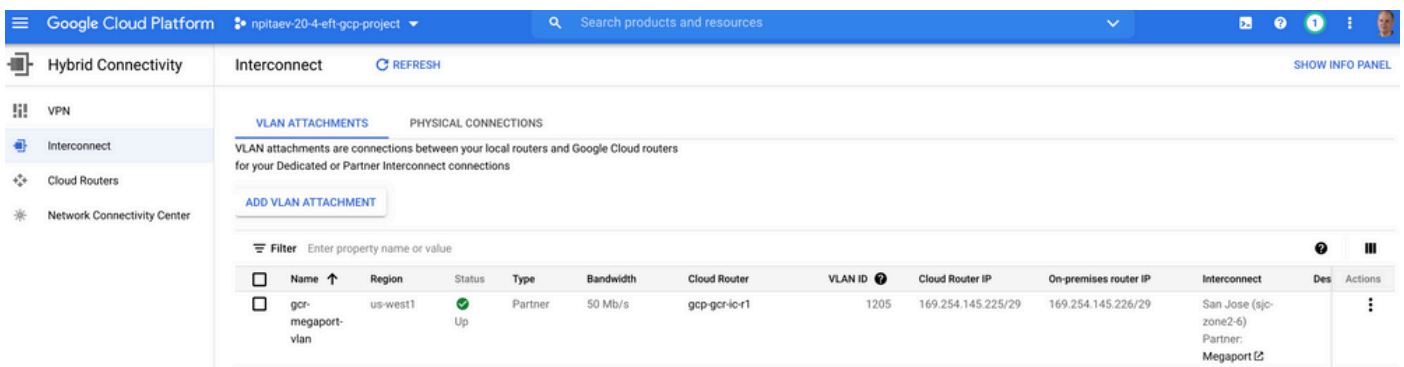 Google Cloud Platform npitaev-20-4-eft-gcp-project Search products and resources 1
Hybrid Connectivity Interconnect REFRESH SHOW INFO PANEL
VPN
Interconnect
Cloud Routers
Network Connectivity Center
VLAN ATTACHMENTS PHYSICAL CONNECTIONS
VLAN attachments are connections between your local routers and Google Cloud routers
for your Dedicated or Partner Interconnect connections
ADD VLAN ATTACHMENT
Filter Enter property name or value
Name Region Status Type Bandwidth Cloud Router VLAN ID Cloud Router IP On-premises router IP Interconnect Des Actions
gcr- us-west1 Partner 50 Mb/s gcp-gcr-ic-r1 1205 169.254.145.225/29 169.254.145.226/29 San Jose (sjc-
megaport- Up zone2-6)
vlan Partner:
Megaport